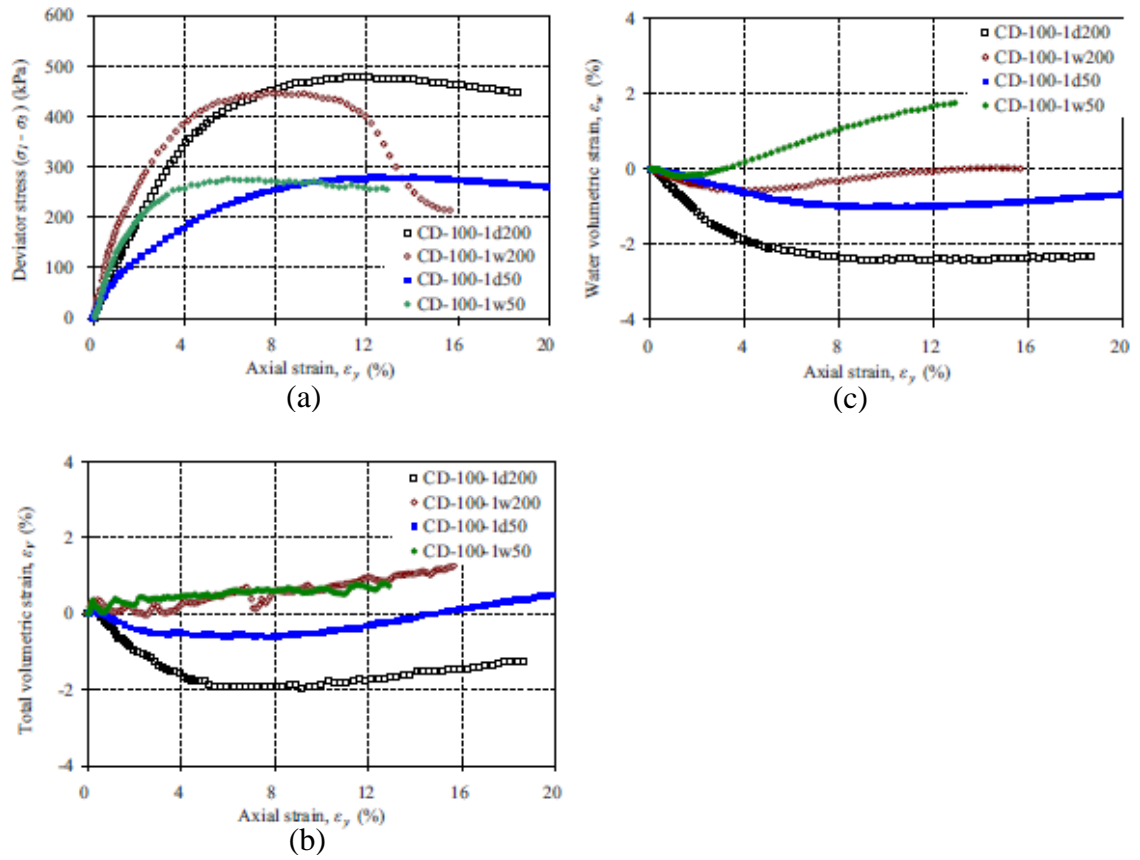 600
500
400
300
200
100
0
Deviator stress (σ1 - σ3) (kPa)
CD-100-1d200
CD-100-1w200
CD-100-1d50
CD-100-1w50
0 4 8 12 16 20
Axial strain, εy (%)
(a)
4
2
0
-2
-4
Water volumetric strain, εw (%)
CD-100-1d200
CD-100-1w200
CD-100-1d50
CD-100-1w50
0 4 8 12 16 20
Axial strain, εy (%)
(c)
4
2
0
-2
-4
Total volumetric strain, εV (%)
CD-100-1d200
CD-100-1w200
CD-100-1d50
CD-100-1w50
0 4 8 12 16 20
Axial strain, εy (%)
(b)